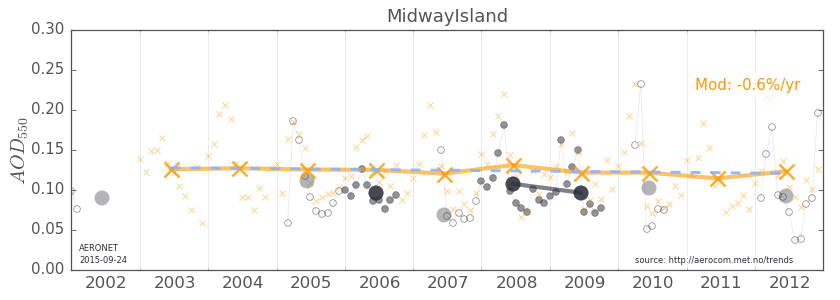 MidwayIsland
0.30
0.25
0.20
0.15
0.10
0.05
0.00
AOD550
Mod: -0.6%/yr
AERONET
2015-09-24
source: http://aerocom.met.no/trends
2002 2003 2004 2005 2006 2007 2008 2009 2010 2011 2012